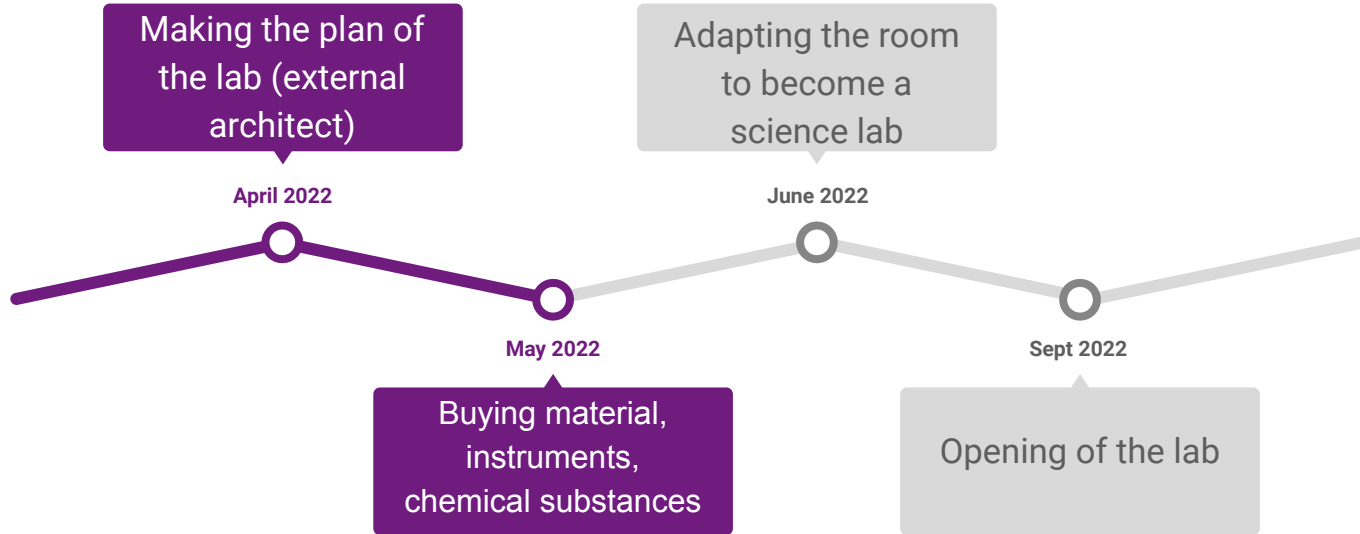 Making the plan of
the lab (external
architect)
April 2022
May 2022
Buying material,
instruments,
chemical substances
Adapting the room
to become a
science lab
June 2022
Sept 2022
Opening of the lab